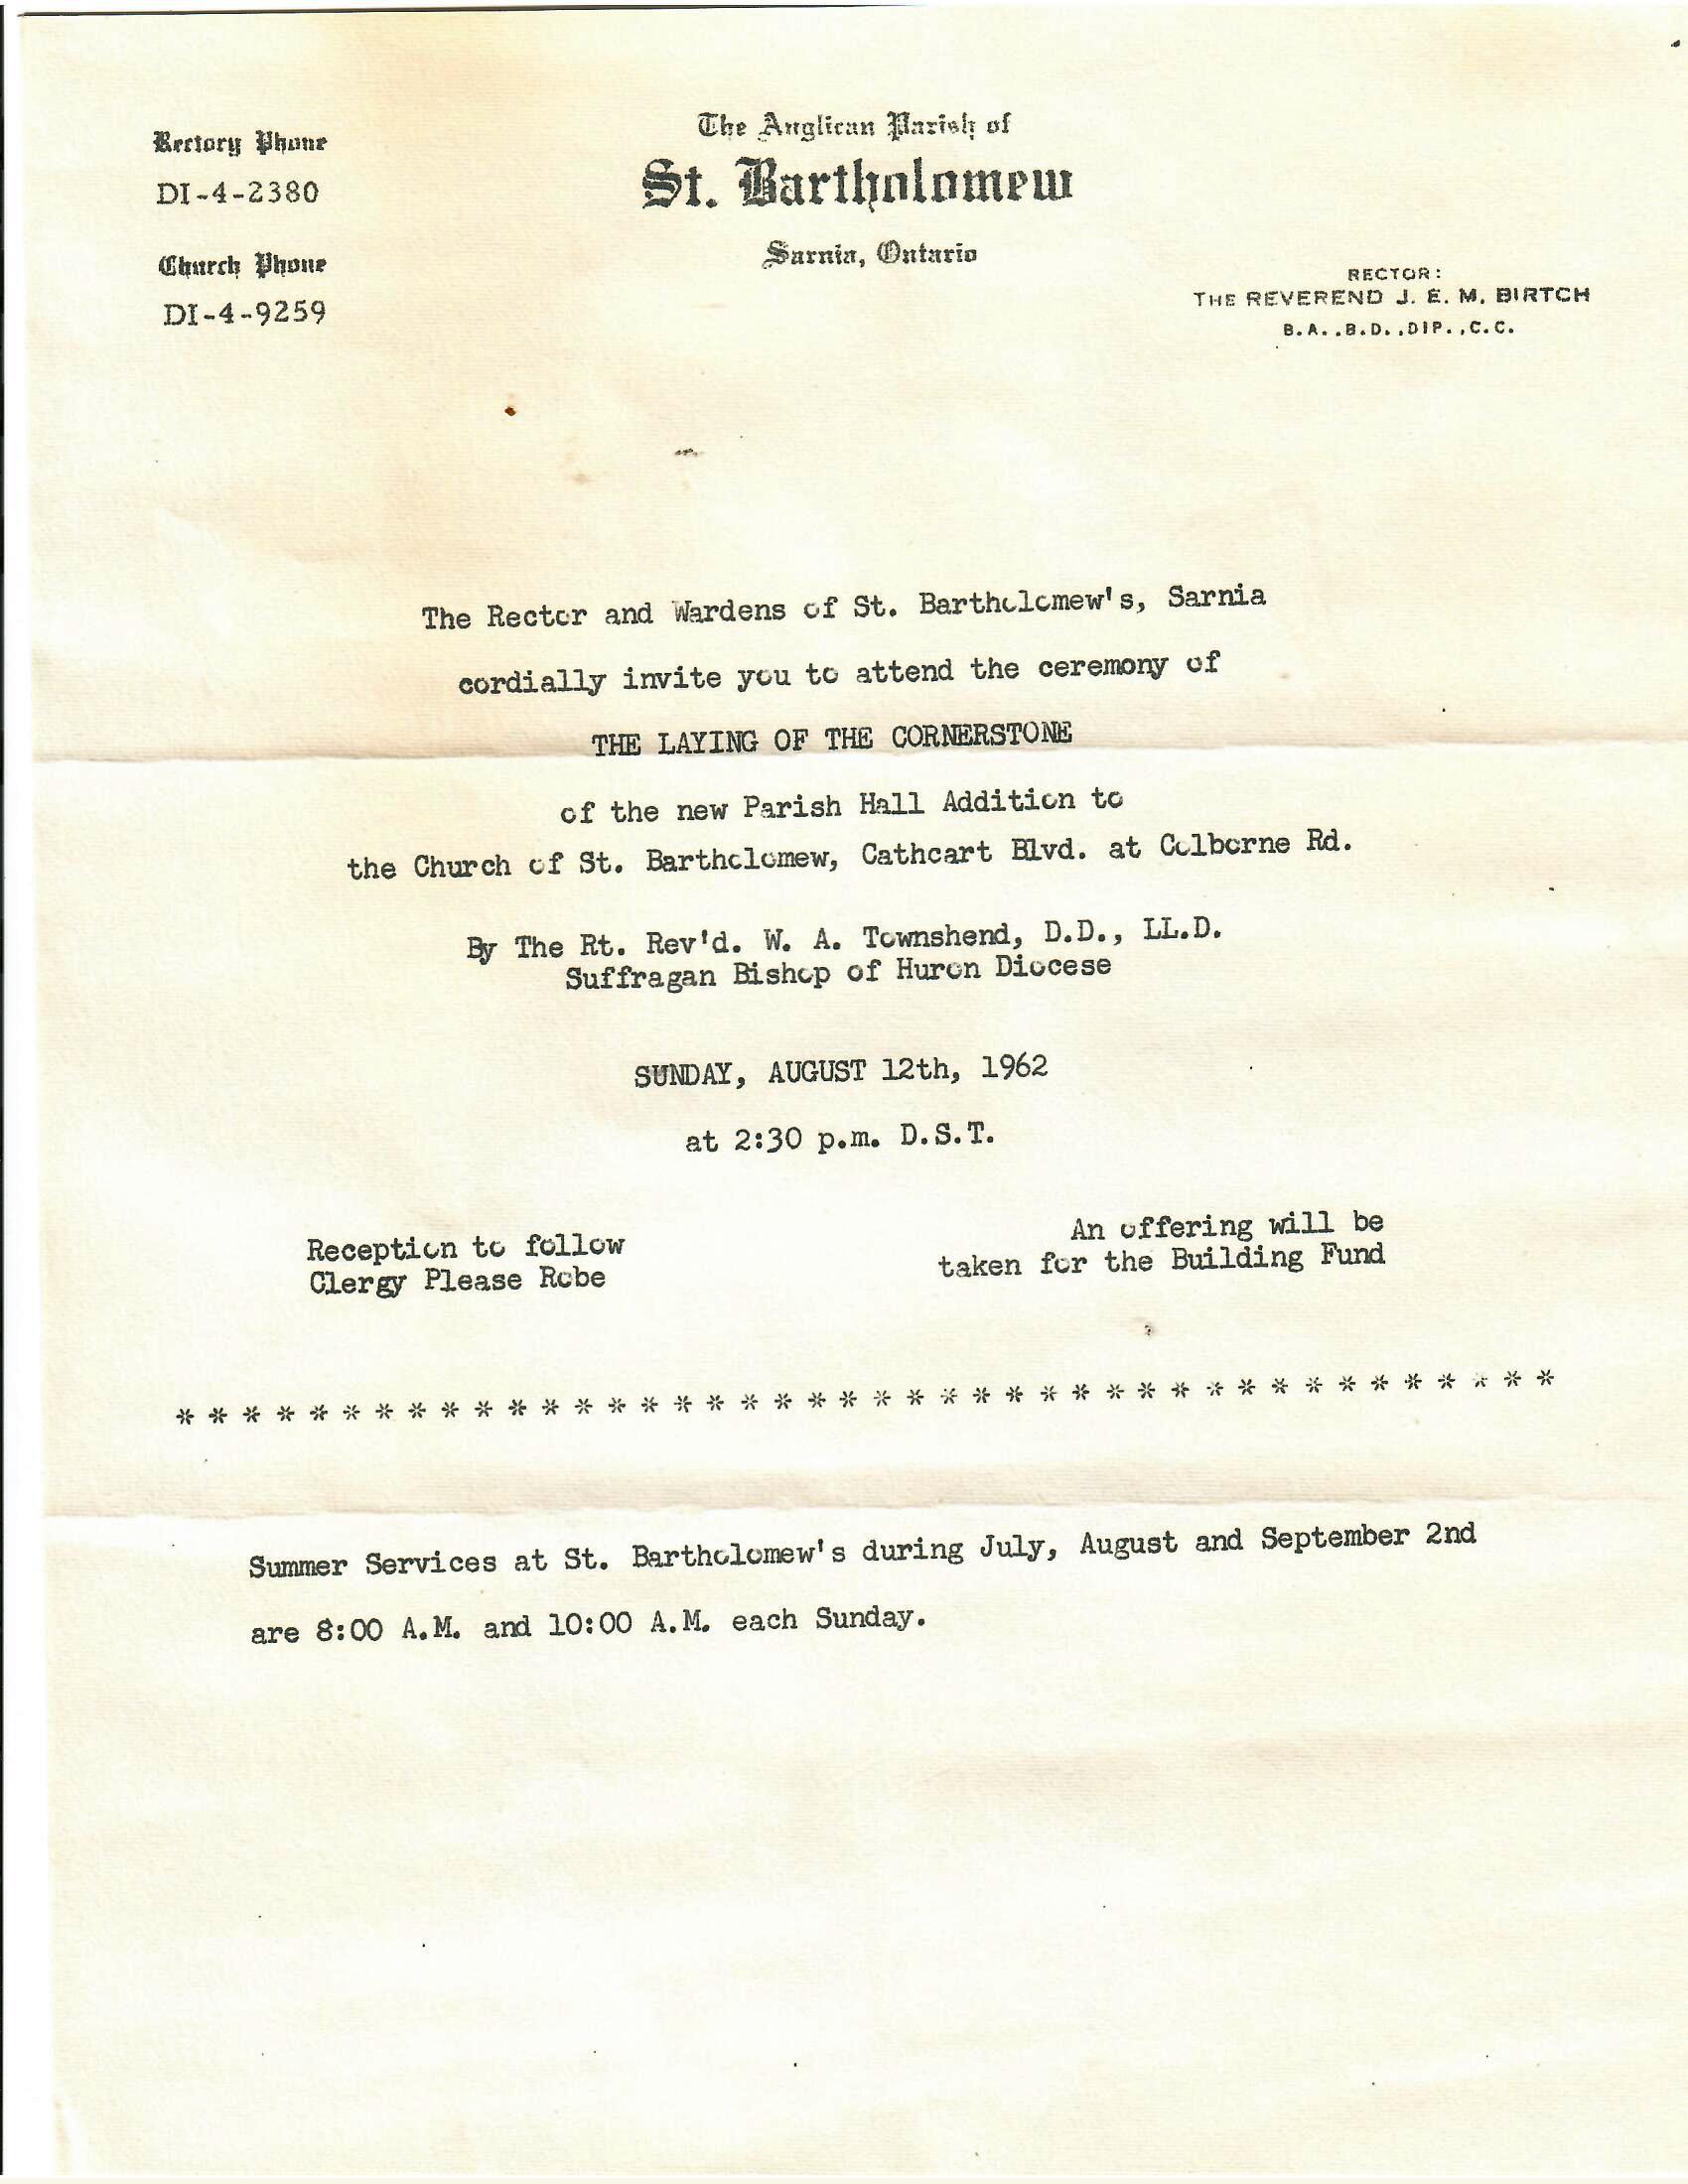 Rectory Phone
DI-4-2380
Church Phone
DI-4-9259
The Anglican Parish of
St. Bartholomew
Sarnia, Ontario
RECTOR:
THE REVEREND J. E. M. BIRTCH
B.A.,B.D.,DIP.,C.C.
The Rector and Wardens of St. Bartholomew's, Sarnia
cordially invite you to attend the ceremony of
THE LAYING OF THE CORNERSTONE
of the new Parish Hall Addition to
the Church of St. Bartholomew, Cathcart Blvd. at Colborne Rd.
By The Rt. Rev'd. W. A. Townshend, D.D., LL.D.
Suffragan Bishop of Huron Diocese
SUNDAY, AUGUST 12th, 1962
at 2:30 p.m. D.S.T.
Reception to follow
Clergy Please Robe
An offering will be
taken for the Building Fund
* * * * * * * * * * * * * * * * * * * * * * * * * * * * * * * * * * * * * * * * * *
Summer Services at St. Bartholomew's during July, August and September 2nd
are 8:00 A.M. and 10:00 A.M. each Sunday.